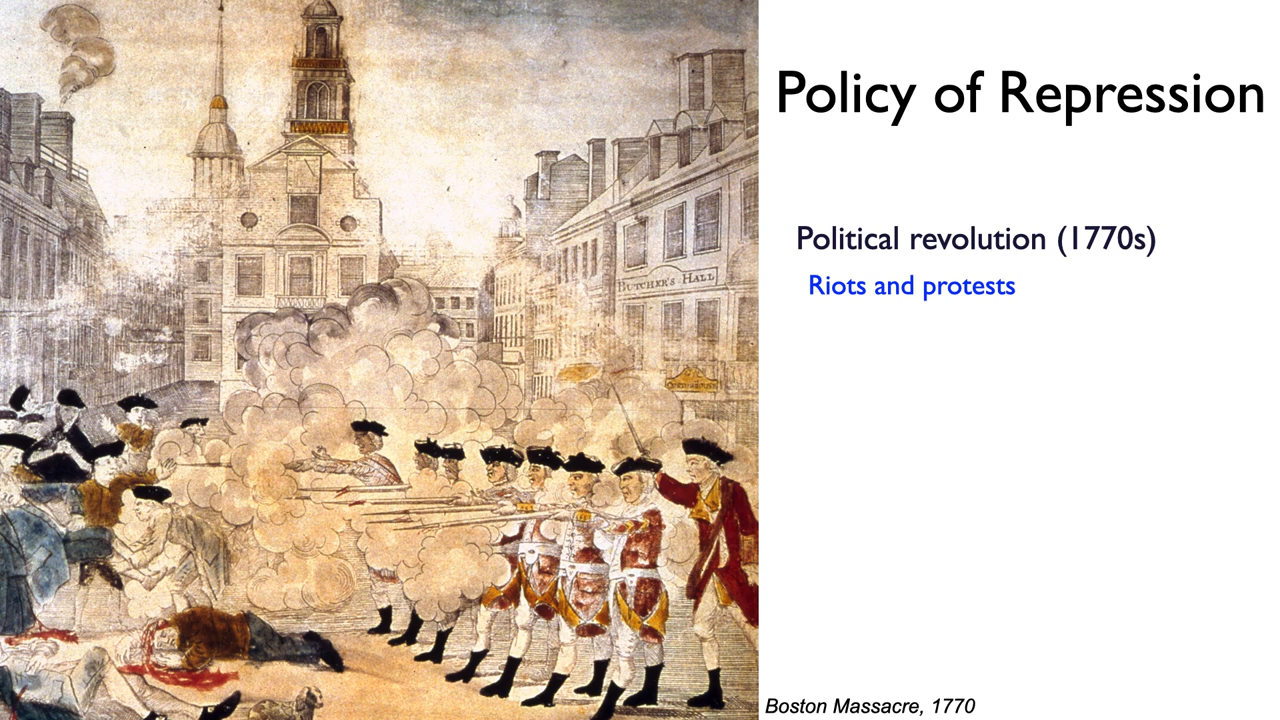 Policy of Repression
Political revolution (1770s)
Riots and protests
BUTCHER'S HALL
Boston Massacre, 1770